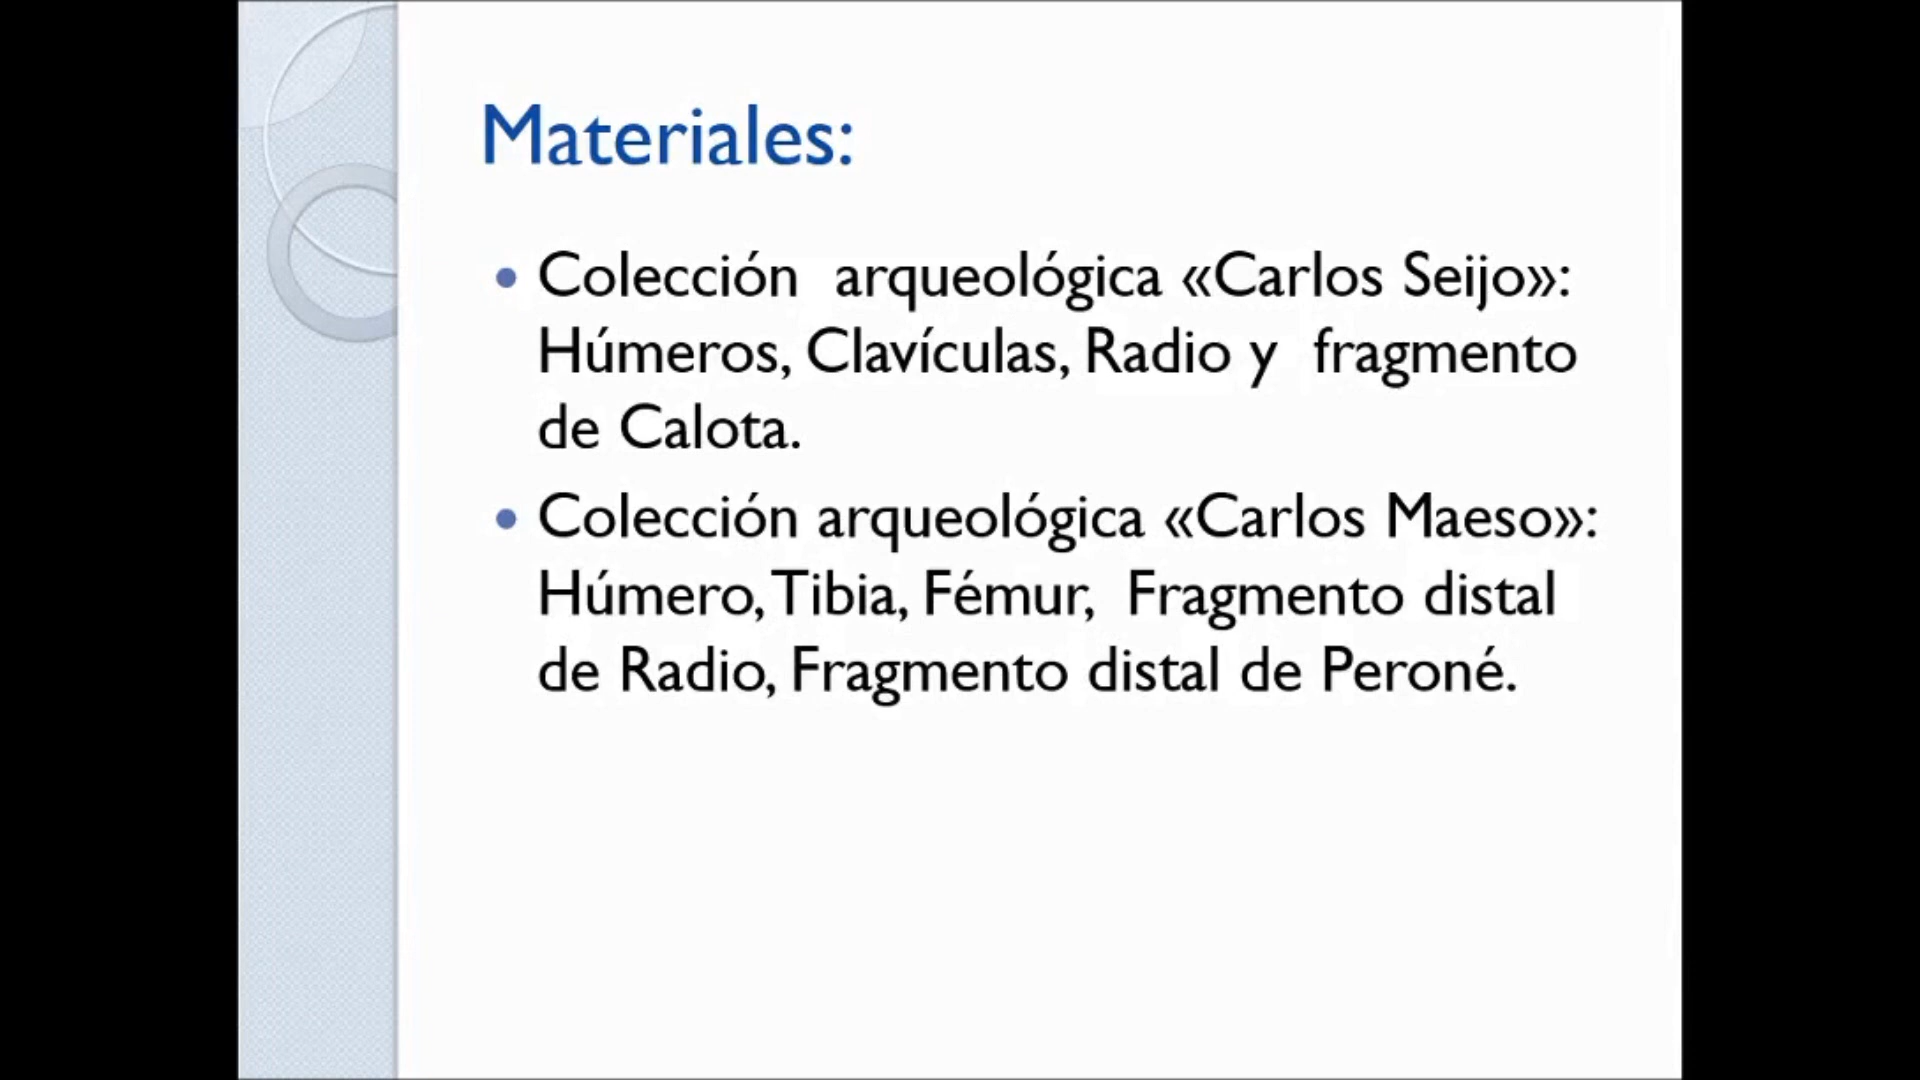 Materiales:
• Colección arqueológica «Carlos Seijo»:
Húmeros, Clavículas, Radio y fragmento
de Calota.
• Colección arqueológica «Carlos Maeso»:
Húmero, Tibia, Fémur, Fragmento distal
de Radio, Fragmento distal de Peroné.